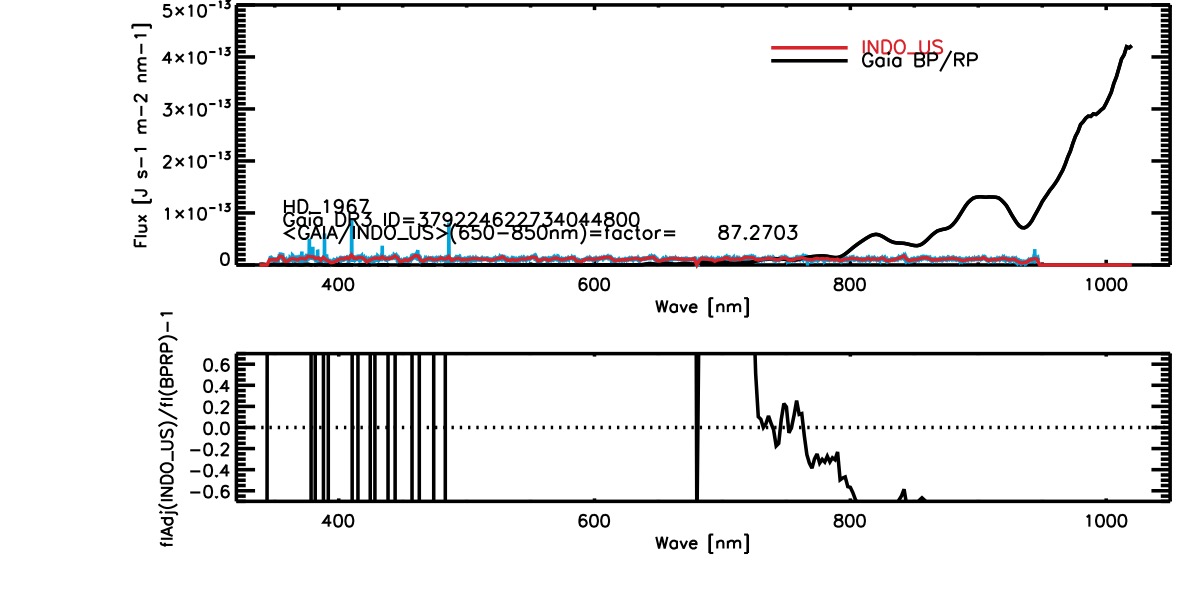 5×10⁻¹³
4×10⁻¹³
3×10⁻¹³
2×10⁻¹³
1×10⁻¹³
0
Flux [J s−1 m−2 nm−1]
INDO_US
Gaia BP/RP
HD_1967
Gaia DR3 ID=379224622734044800
<GAIA/INDO_US>(650−850nm)=factor= 87.2703
400 600 800 1000
Wave [nm]
0.6
0.4
0.2
0.0
−0.2
−0.4
−0.6
flAdj(INDO_US)/fl(BPRP)−1
400 600 800 1000
Wave [nm]